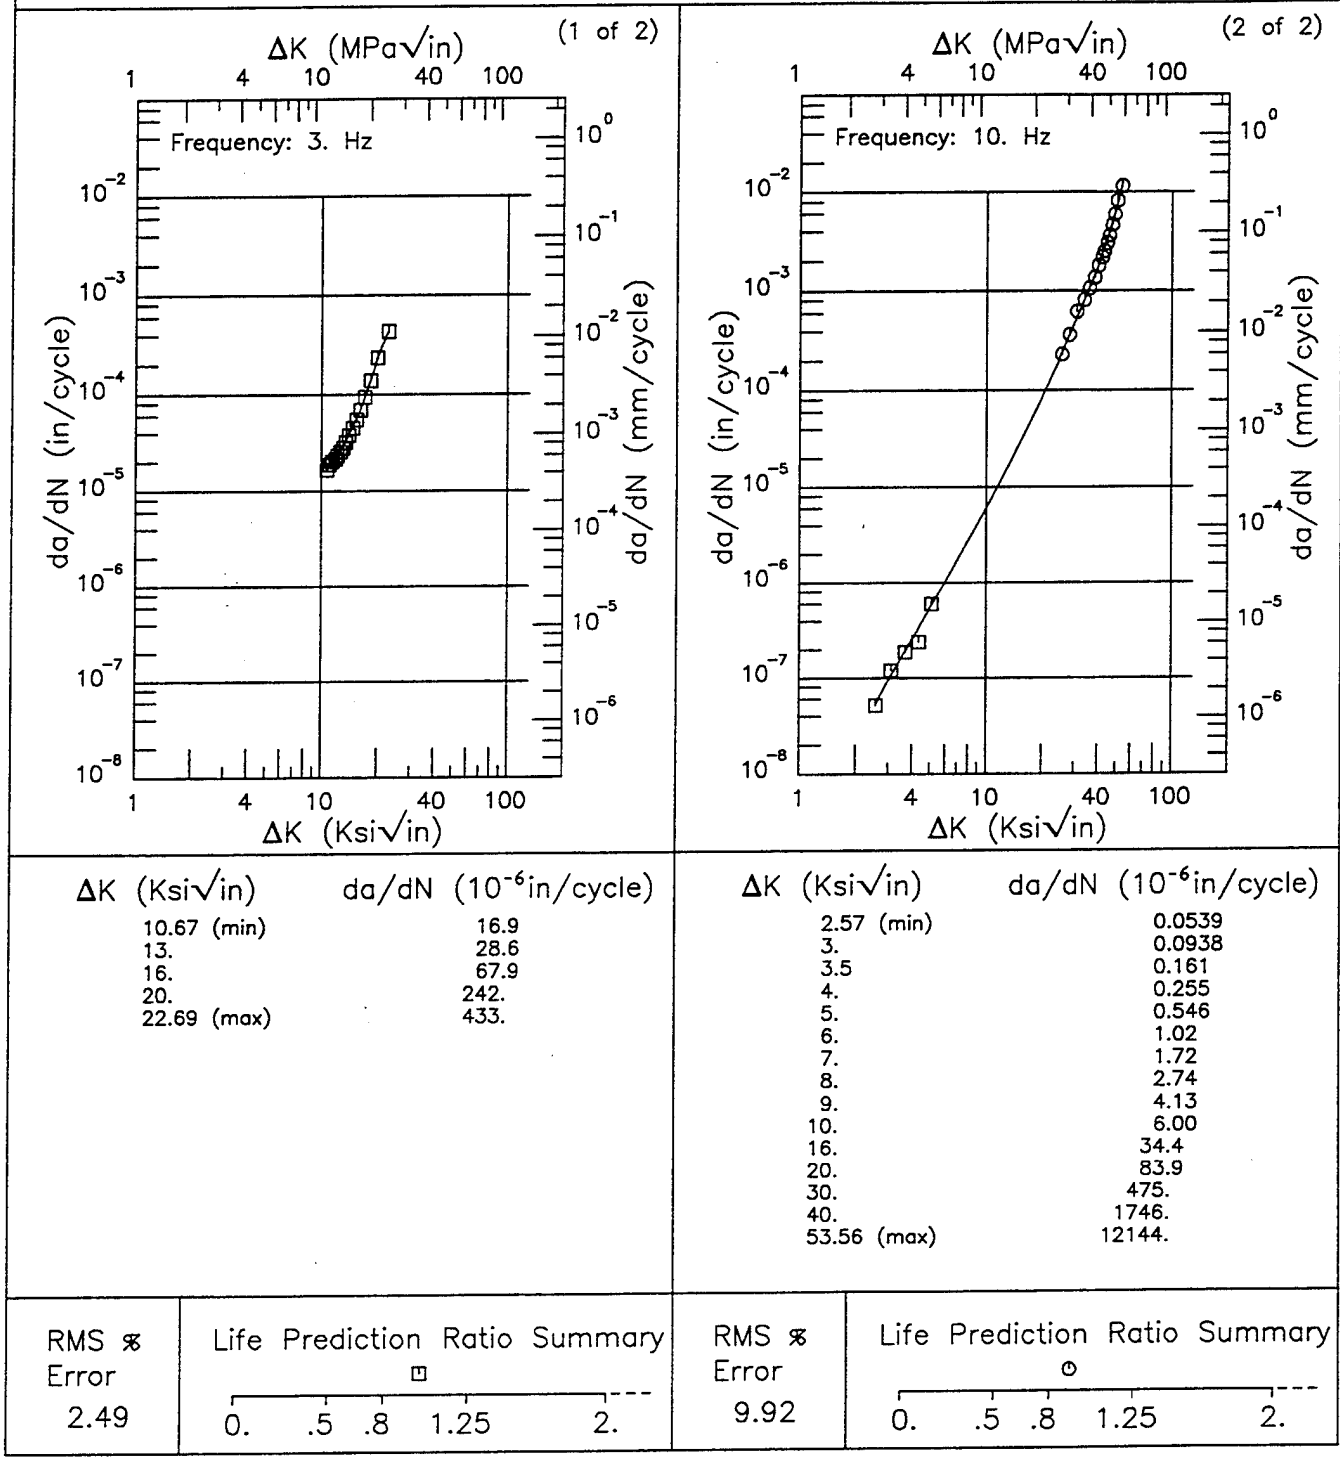 (1 of 2)
ΔK (MPa√in)
1 4 10 40 100
Frequency: 3. Hz
10⁰
10⁻²
10⁻¹
10⁻³
10⁻²
10⁻⁴
10⁻³
10⁻⁵
10⁻⁴
10⁻⁶
10⁻⁵
10⁻⁷
10⁻⁶
10⁻⁸
da/dN (in/cycle)
da/dN (mm/cycle)
1 4 10 40 100
ΔK (Ksi√in)
(2 of 2)
ΔK (MPa√in)
1 4 10 40 100
Frequency: 10. Hz
10⁰
10⁻²
10⁻¹
10⁻³
10⁻²
10⁻⁴
10⁻³
10⁻⁵
10⁻⁴
10⁻⁶
10⁻⁵
10⁻⁷
10⁻⁶
10⁻⁸
da/dN (in/cycle)
da/dN (mm/cycle)
1 4 10 40 100
ΔK (Ksi√in)
ΔK (Ksi√in) da/dN (10⁻⁶in/cycle)
10.67 (min) 16.9
13. 28.6
16. 67.9
20. 242.
22.69 (max) 433.
ΔK (Ksi√in) da/dN (10⁻⁶in/cycle)
2.57 (min) 0.0539
3. 0.0938
3.5 0.161
4. 0.255
5. 0.546
6. 1.02
7. 1.72
8. 2.74
9. 4.13
10. 6.00
16. 34.4
20. 83.9
30. 475.
40. 1746.
53.56 (max) 12144.
RMS %
Error
2.49
Life Prediction Ratio Summary
0. .5 .8 1.25 2.
RMS %
Error
9.92
Life Prediction Ratio Summary
0. .5 .8 1.25 2.